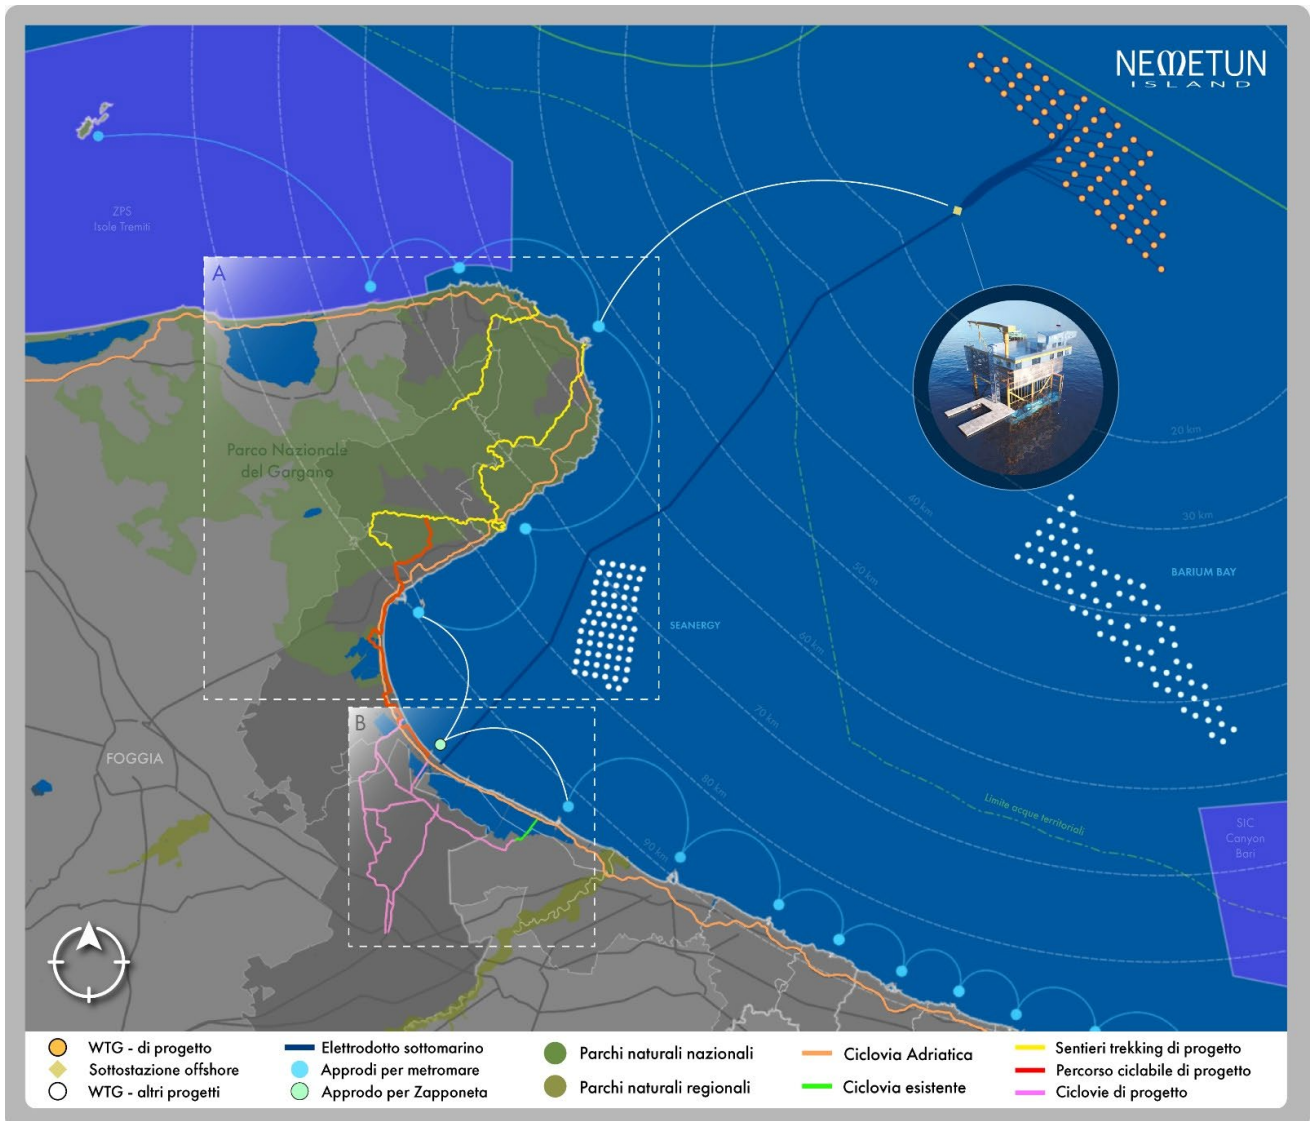 NEMETUN
ISLAND
ZPS
Isole Tremiti
A
Parco Nazionale
del Gargano
20 km
30 km
40 km
50 km
60 km
70 km
80 km
90 km
BARIUM BAY
SEANERGY
B
FOGGIA
Limite acque territoriali
SIC
Canyon
Bari
WTG - di progetto
Sottostazione offshore
WTG - altri progetti
Elettrodotto sottomarino
Approdi per metromare
Approdo per Zapponeta
Parchi naturali nazionali
Parchi naturali regionali
Ciclovia Adriatica
Ciclovia esistente
Sentieri trekking di progetto
Percorso ciclabile di progetto
Ciclovie di progetto